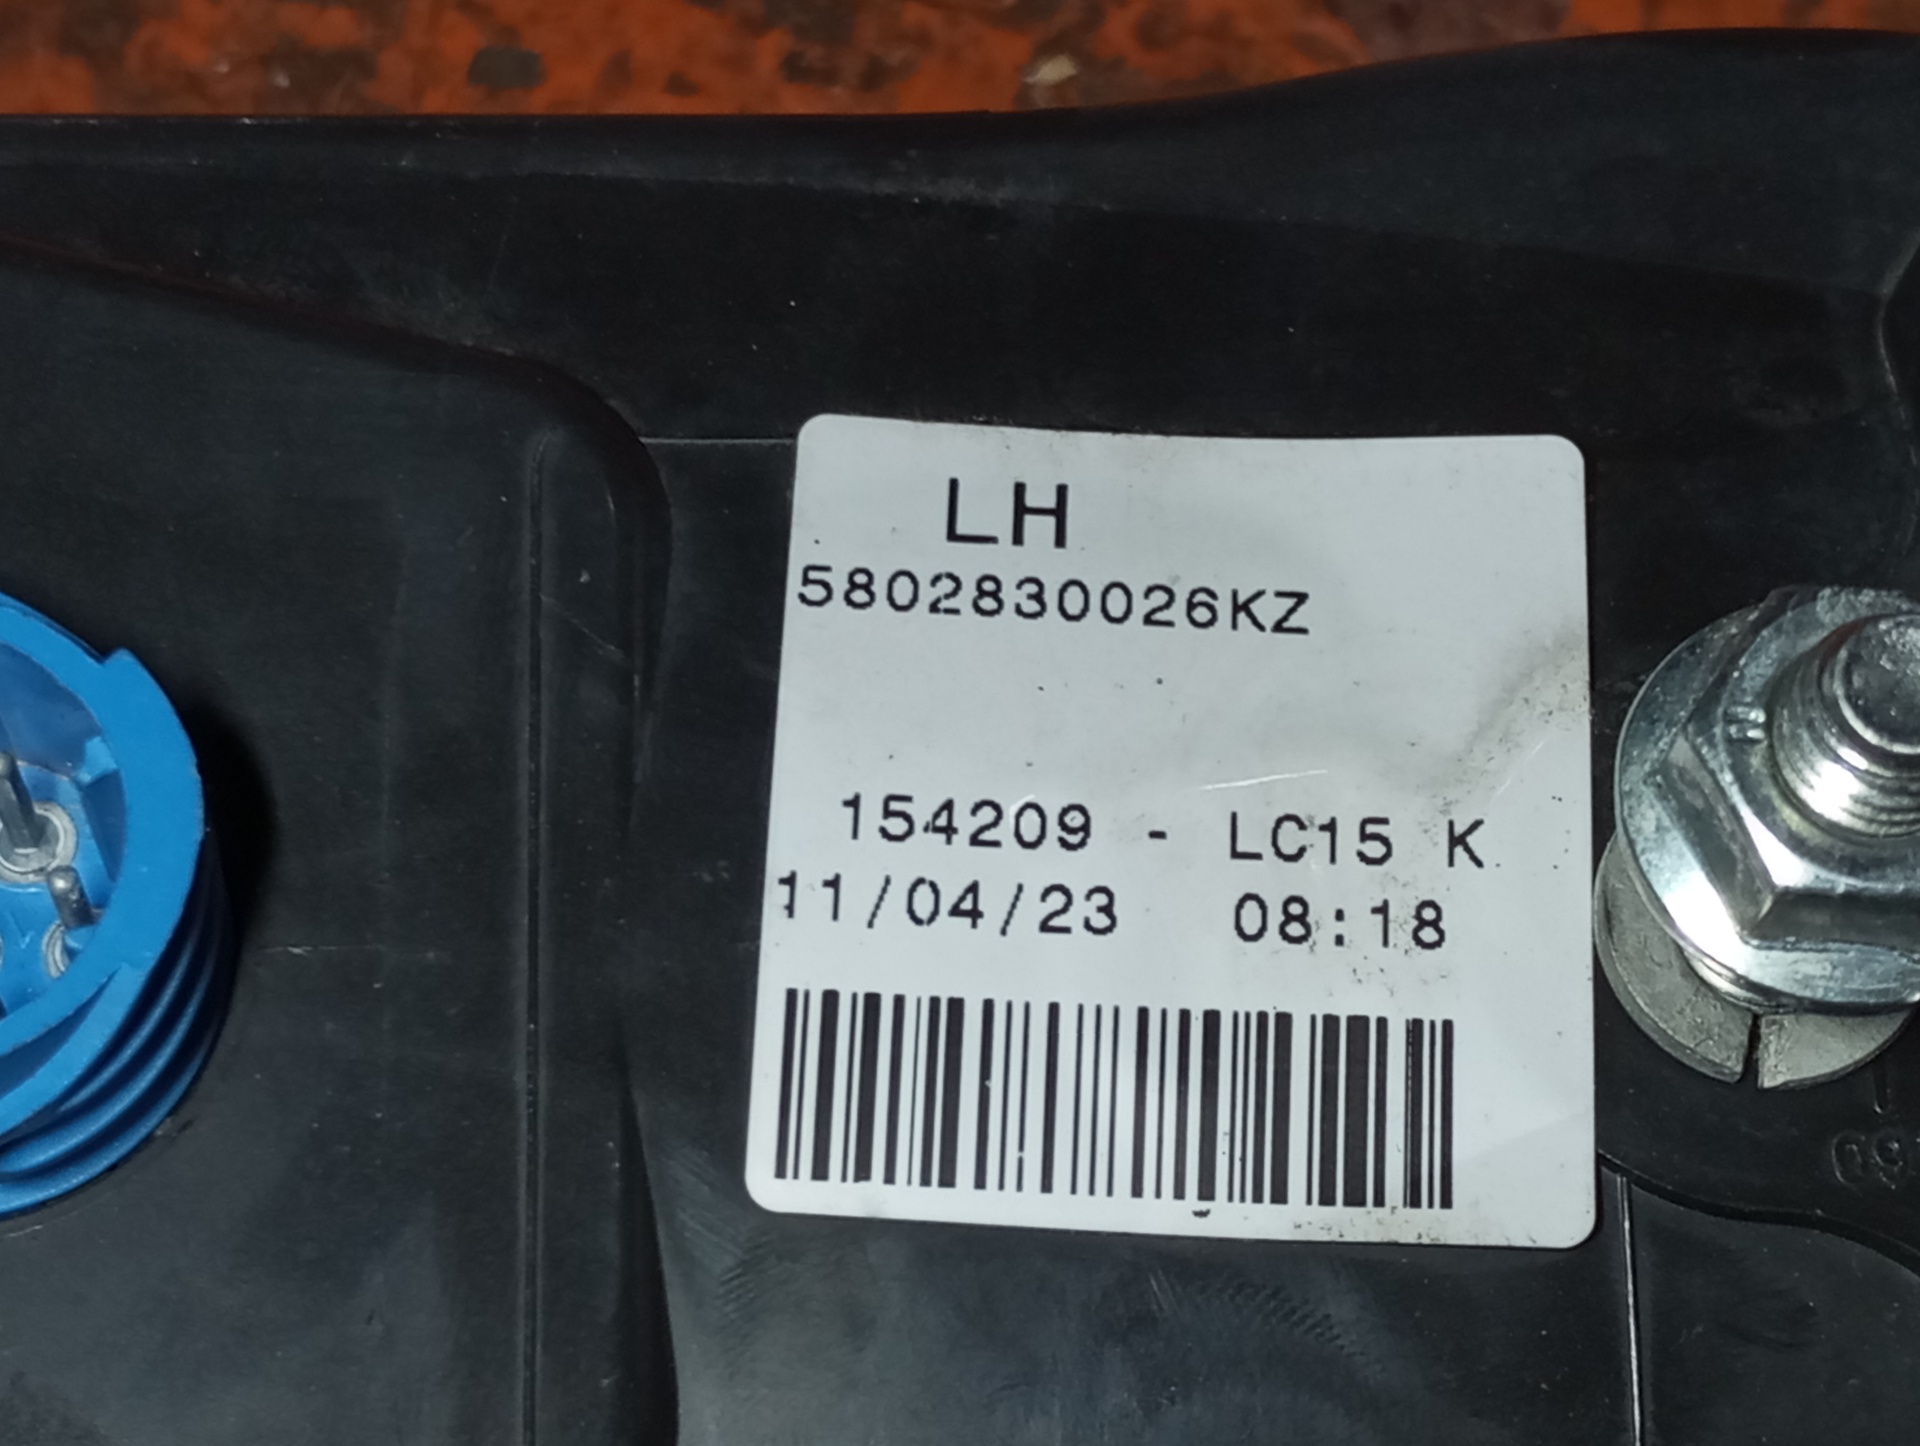 LH
5802830026KZ
154209 - LC15 K
11/04/23 08:18